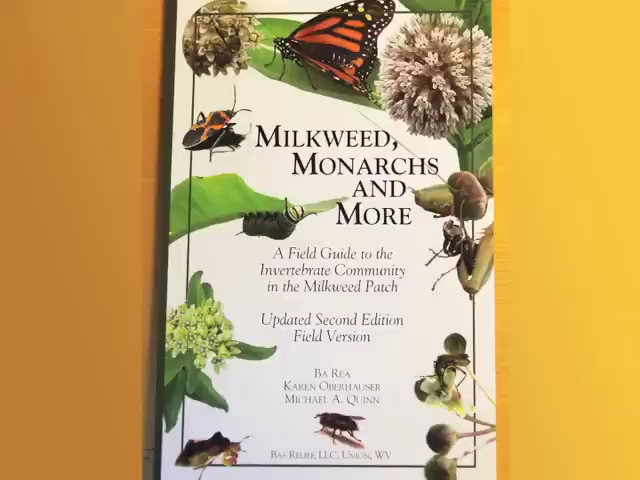 MILKWEED,
MONARCHS
AND
MORE
A Field Guide to the
Invertebrate Community
in the Milkweed Patch
Updated Second Edition
Field Version
BA REA
KAREN OBERHAUSER
MICHAEL A. QUINN
BAS RELIEF, LLC, UNION, WV